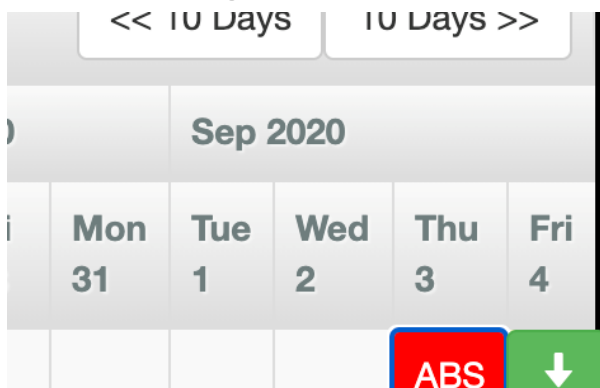 << 10 Days 10 Days >>
Sep 2020
Mon Tue Wed Thu Fri
31 1 2 3 4
ABS